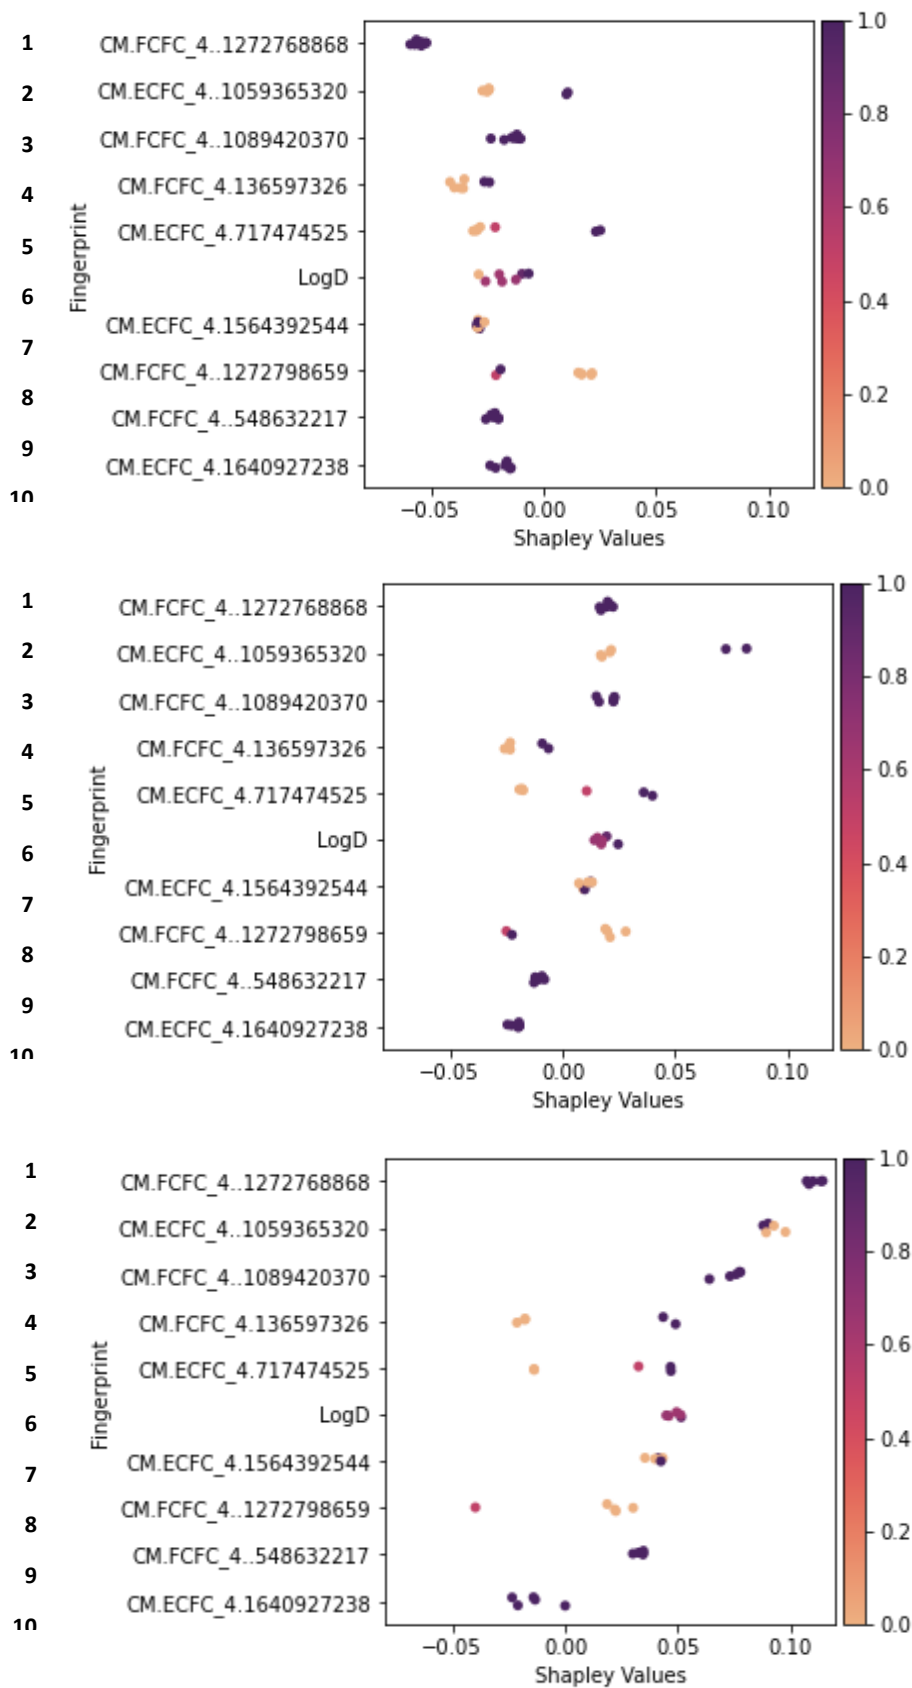 1 CM.FCFC_4..1272768868
2 CM.ECFC_4..1059365320
3 CM.FCFC_4..1089420370
4 CM.FCFC_4.136597326
5 CM.ECFC_4.717474525
6 LogD
7 CM.ECFC_4.1564392544
8 CM.FCFC_4..1272798659
9 CM.FCFC_4..548632217
10 CM.ECFC_4.1640927238
Fingerprint
−0.05 0.00 0.05 0.10
Shapley Values
1.0
0.8
0.6
0.4
0.2
0.0
1 CM.FCFC_4..1272768868
2 CM.ECFC_4..1059365320
3 CM.FCFC_4..1089420370
4 CM.FCFC_4.136597326
5 CM.ECFC_4.717474525
6 LogD
7 CM.ECFC_4.1564392544
8 CM.FCFC_4..1272798659
9 CM.FCFC_4..548632217
10 CM.ECFC_4.1640927238
Fingerprint
−0.05 0.00 0.05 0.10
Shapley Values
1.0
0.8
0.6
0.4
0.2
0.0
1 CM.FCFC_4..1272768868
2 CM.ECFC_4..1059365320
3 CM.FCFC_4..1089420370
4 CM.FCFC_4.136597326
5 CM.ECFC_4.717474525
6 LogD
7 CM.ECFC_4.1564392544
8 CM.FCFC_4..1272798659
9 CM.FCFC_4..548632217
10 CM.ECFC_4.1640927238
Fingerprint
−0.05 0.00 0.05 0.10
Shapley Values
1.0
0.8
0.6
0.4
0.2
0.0